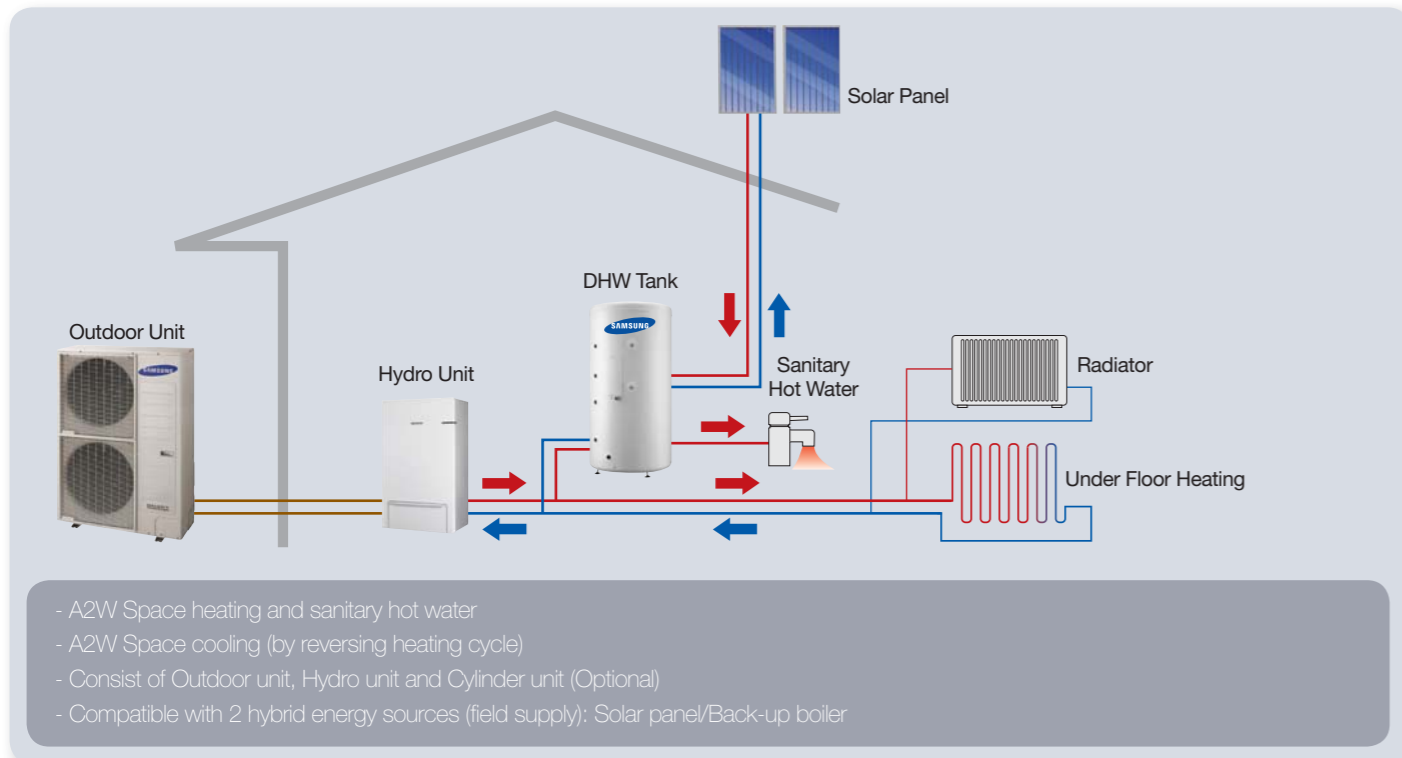 Solar Panel
DHW Tank
SAMSUNG
Outdoor Unit
SAMSUNG
Hydro Unit
Sanitary
Hot Water
Radiator
Under Floor Heating
- A2W Space heating and sanitary hot water
- A2W Space cooling (by reversing heating cycle)
- Consist of Outdoor unit, Hydro unit and Cylinder unit (Optional)
- Compatible with 2 hybrid energy sources (field supply): Solar panel/Back-up boiler